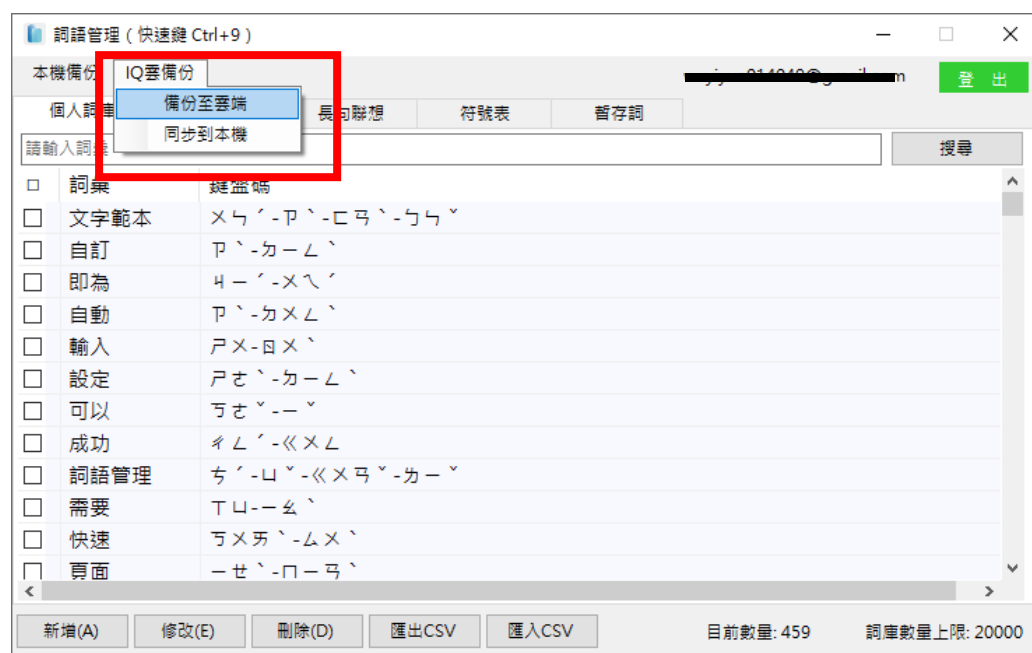 詞語管理（快速鍵 Ctrl+9）
本機備份 IQ雲備份 登 出
備份至雲端
同步到本機
個人詞庫 長句聯想 符號表 暫存詞
請輸入詞彙 搜尋
詞彙 鍵盤碼
文字範本 ㄨㄣˊ-ㄗˋ-ㄈㄢˋ-ㄅㄣˇ
自訂 ㄗˋ-ㄉㄧㄥˋ
即為 ㄐㄧˊ-ㄨㄟˊ
自動 ㄗˋ-ㄉㄨㄥˋ
輸入 ㄕㄨ-ㄖㄨˋ
設定 ㄕㄜˋ-ㄉㄧㄥˋ
可以 ㄎㄜˇ-ㄧˇ
成功 ㄔㄥˊ-ㄍㄨㄥ
詞語管理 ㄘˊ-ㄩˇ-ㄍㄨㄢˇ-ㄌㄧˇ
需要 ㄒㄩ-ㄧㄠˋ
快速 ㄎㄨㄞˋ-ㄙㄨˋ
頁面 ㄧㄝˋ-ㄇㄧㄢˋ
新增(A) 修改(E) 刪除(D) 匯出CSV 匯入CSV 目前數量: 459 詞庫數量上限: 20000